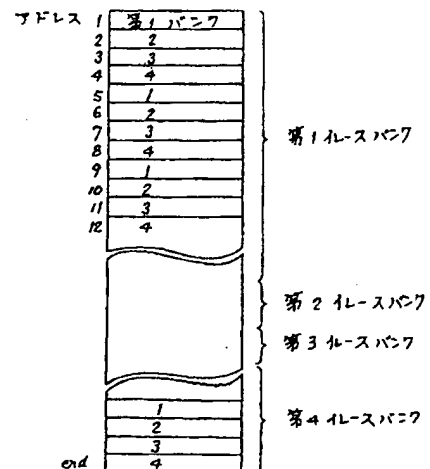 アドレス 1 第1バンク
2 2
3 3
4 4
5 1
6 2
7 3
8 4
9 1
10 2
11 3
12 4
第1イレースバンク
第2イレースバンク
第3イレースバンク
1
2
3
end 4
第4イレースバンク